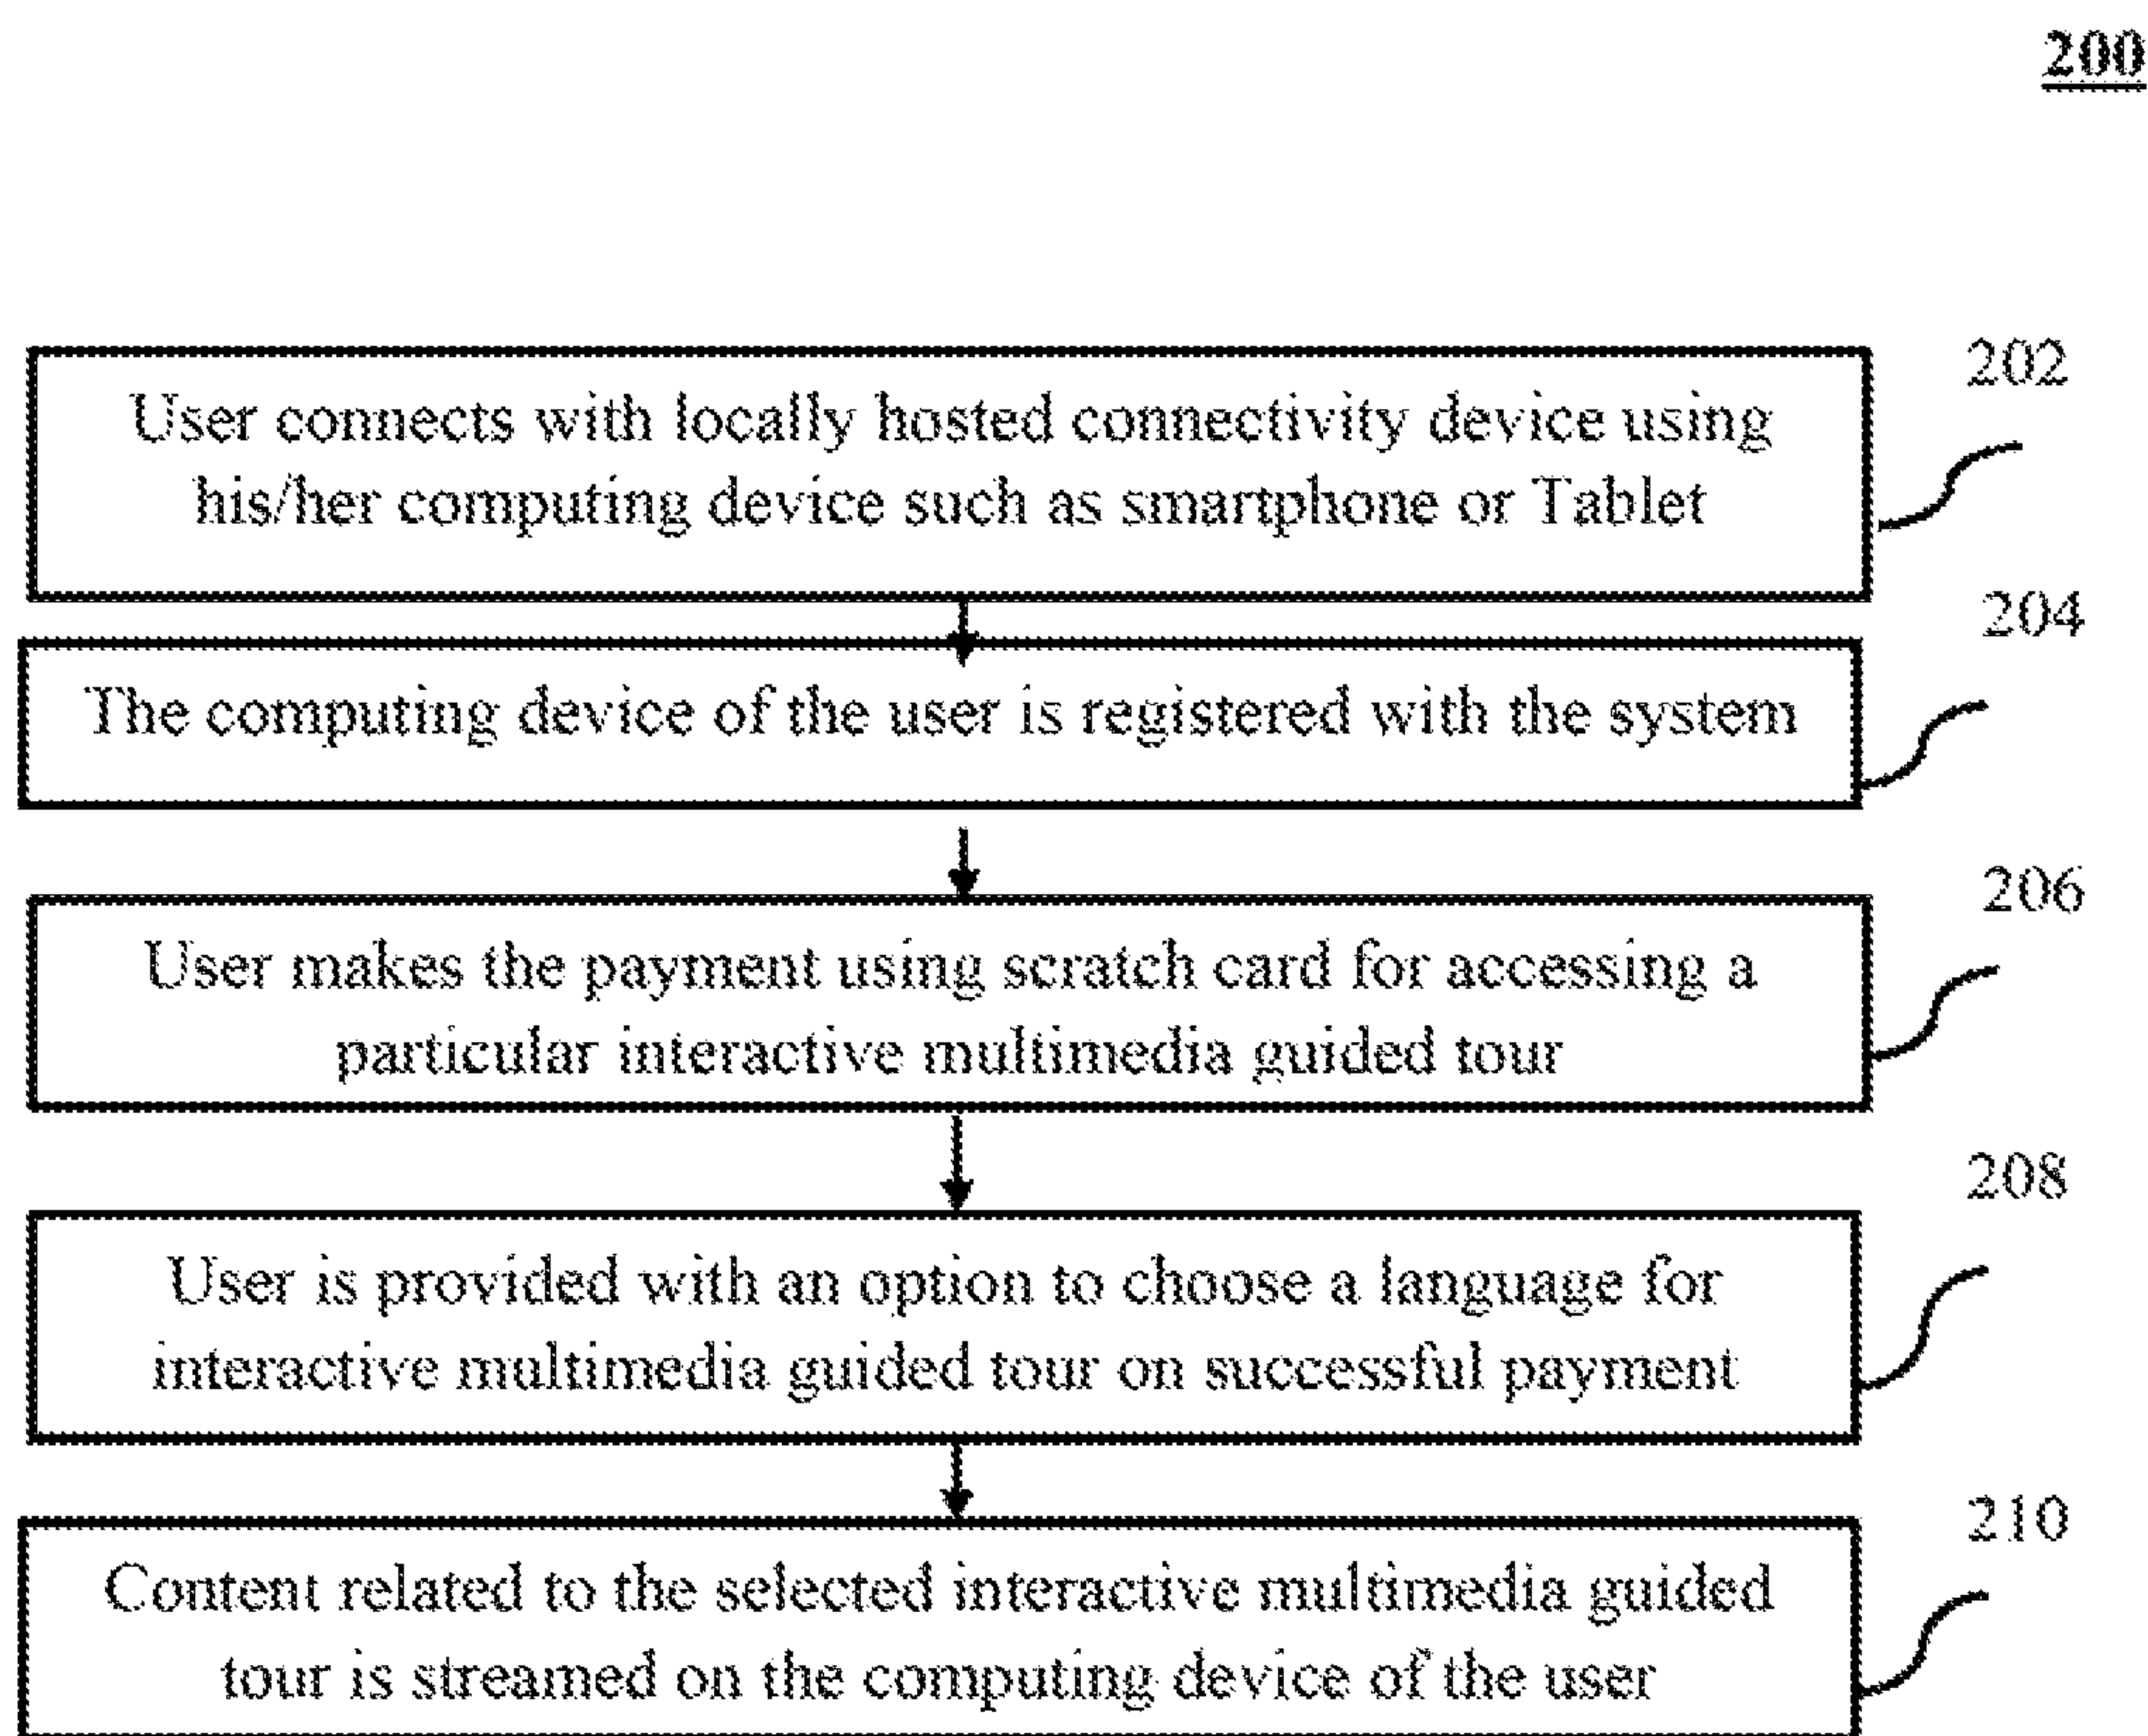 200
202
User connects with locally hosted connectivity device using
his/her computing device such as smartphone or Tablet
204
The computing device of the user is registered with the system
206
User makes the payment using scratch card for accessing a
particular interactive multimedia guided tour
208
User is provided with an option to choose a language for
interactive multimedia guided tour on successful payment
210
Content related to the selected interactive multimedia guided
tour is streamed on the computing device of the user